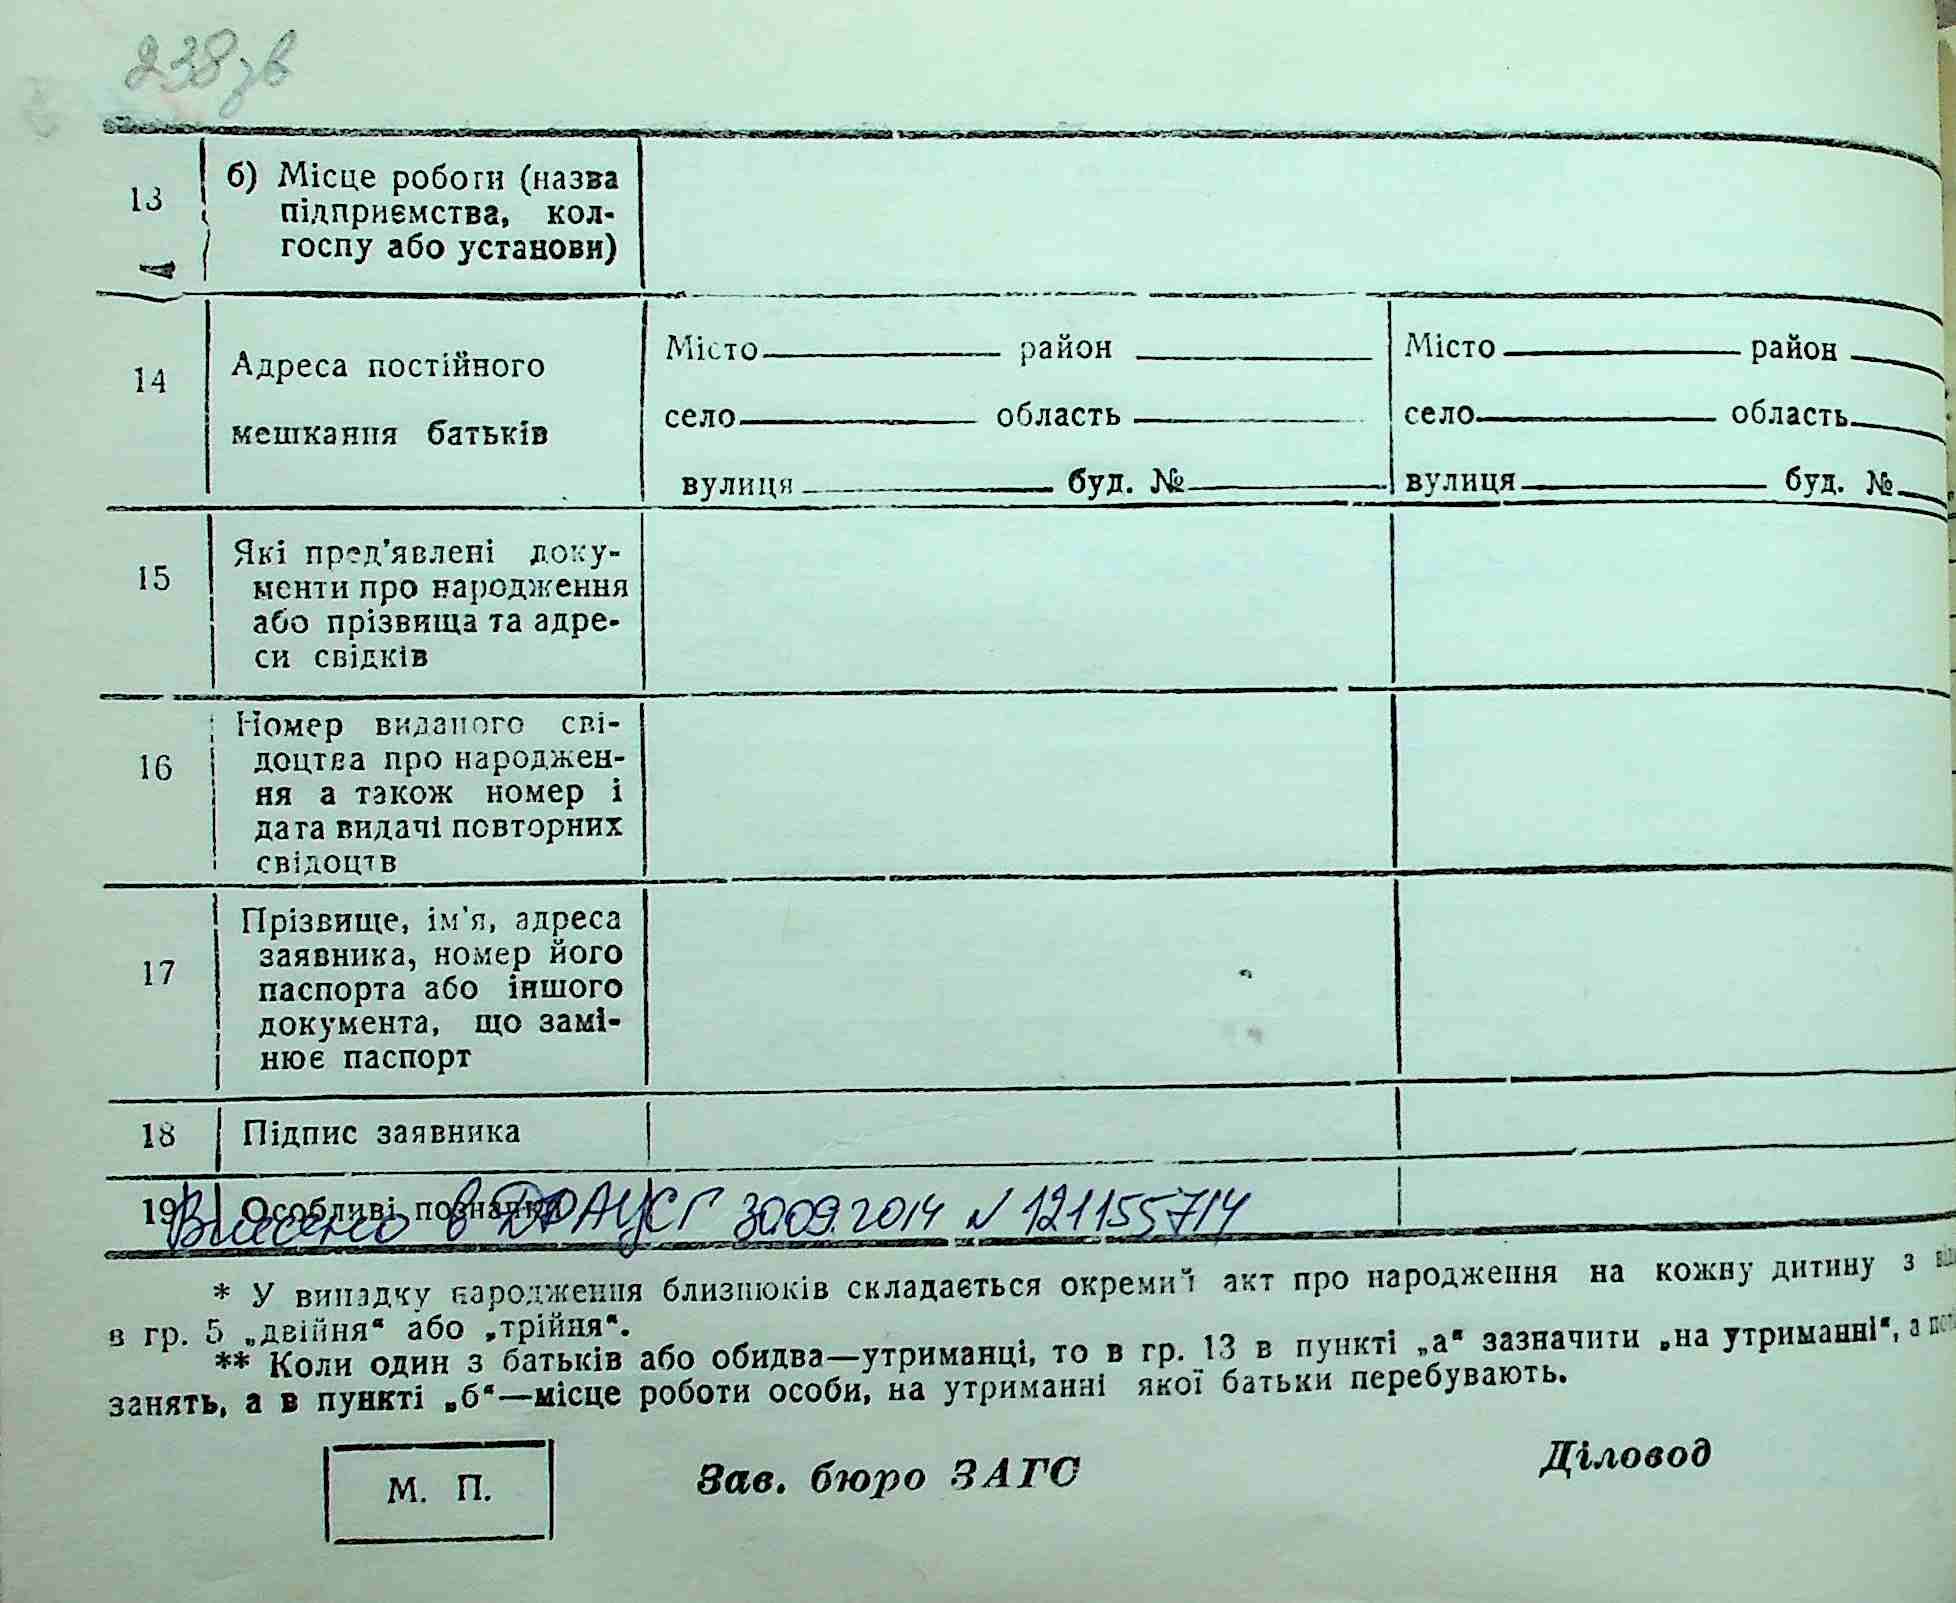 238зв
13
б) Місце роботи (назва
підприємства, кол-
госпу або установи)
14
Адреса постійного
мешкання батьків
Місто район
село область
вулиця буд. №
Місто район
село область
вулиця буд. №
15
Які пред'явлені доку-
менти про народження
або прізвища та адре-
си свідків
16
Номер виданого сві-
доцтва про народжен-
ня а також номер і
дата видачі повторних
свідоцтв
17
Прізвище, ім'я, адреса
заявника, номер його
паспорта або іншого
документа, що замі-
нює паспорт
18
Підпис заявника
19
Особливі познаки
Внесено в ДРАЦСГ 30.09.2014 N 121155714
* У випадку народження близнюків складається окремий акт про народження на кожну дитину з
в гр. 5 „двійня“ або „трійня“.
** Коли один з батьків або обидва—утриманці, то в гр. 13 в пункті „а“ зазначити „на утриманні“, а
занять, а в пункті „б“—місце роботи особи, на утриманні якої батьки перебувають.
М. П.
Зав. бюро ЗАГС
Діловод